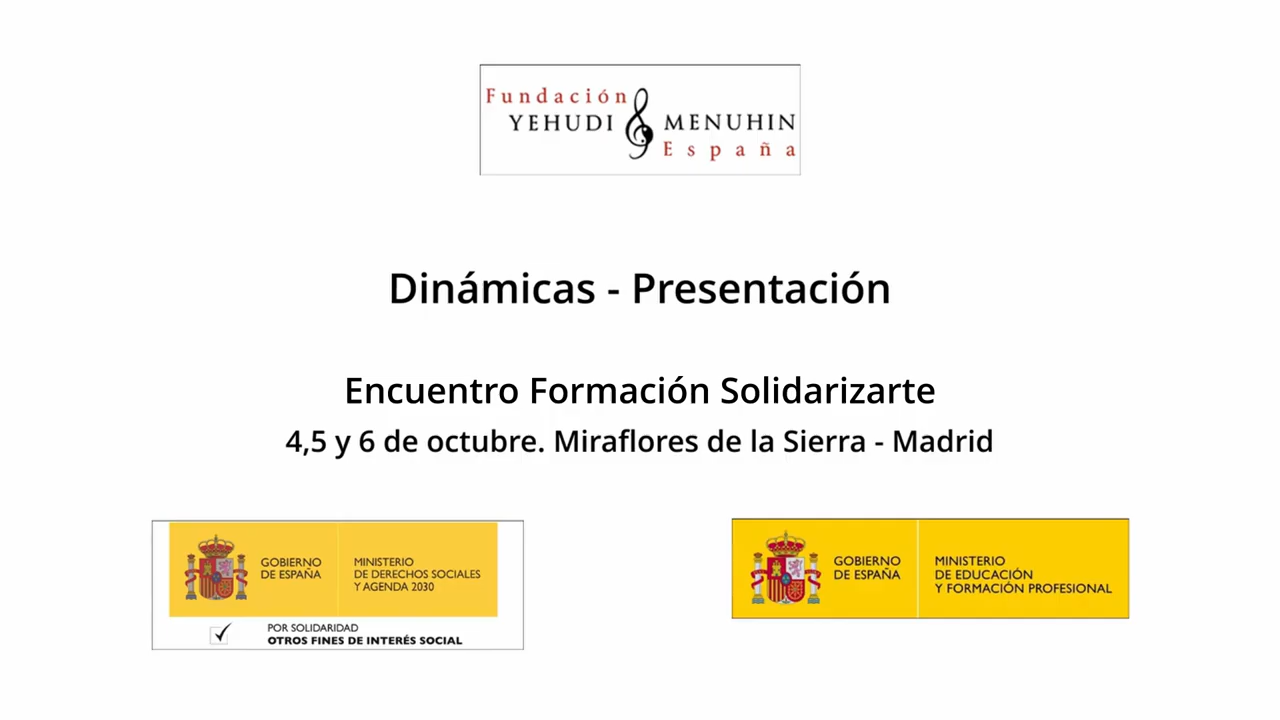 Fundación
YEHUDI MENUHIN
España
Dinámicas - Presentación
Encuentro Formación Solidarizarte
4,5 y 6 de octubre. Miraflores de la Sierra - Madrid
GOBIERNO
DE ESPAÑA
MINISTERIO
DE DERECHOS SOCIALES
Y AGENDA 2030
POR SOLIDARIDAD
OTROS FINES DE INTERÉS SOCIAL
GOBIERNO
DE ESPAÑA
MINISTERIO
DE EDUCACIÓN
Y FORMACIÓN PROFESIONAL